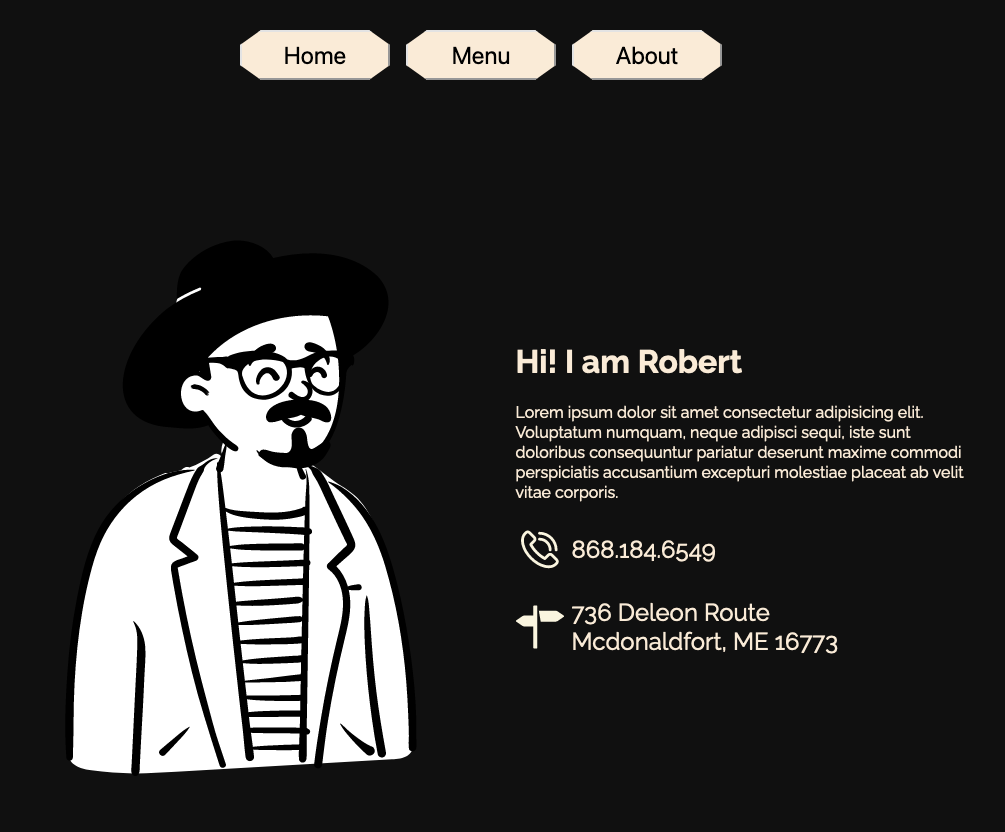 Home
Menu
About
Hi! I am Robert
Lorem ipsum dolor sit amet consectetur adipisicing elit.
Voluptatum numquam, neque adipisci sequi, iste sunt
doloribus consequuntur pariatur deserunt maxime commodi
perspiciatis accusantium excepturi molestiae placeat ab velit
vitae corporis.
868.184.6549
736 Deleon Route
Mcdonaldfort, ME 16773